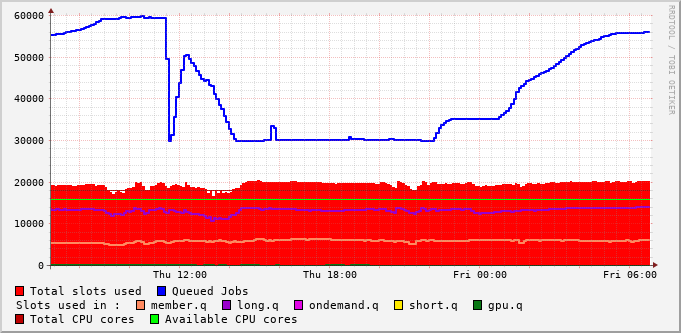 RRDTOOL / TOBI OETIKER
60000
50000
40000
30000
20000
10000
0
Thu 12:00 Thu 18:00 Fri 00:00 Fri 06:00
Total slots used Queued Jobs
Slots used in : member.q long.q ondemand.q short.q gpu.q
Total CPU cores Available CPU cores